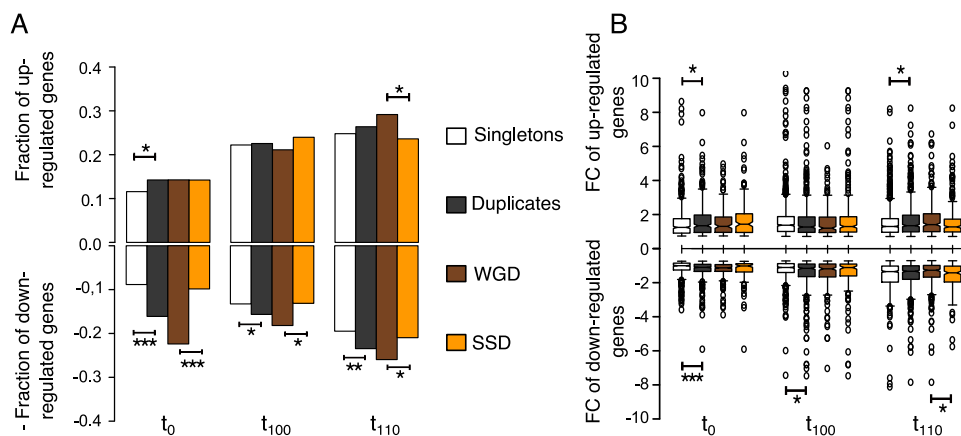 A
B
- Fraction of down-
regulated genes
Fraction of up-
regulated genes
0.4
0.3
0.2
0.1
0.0
-0.1
-0.2
-0.3
-0.4
*
*
***
***
*
*
**
*
t0
t100
t110
Singletons
Duplicates
WGD
SSD
FC of down-regulated
genes
FC of up-regulated
genes
10
8
6
4
2
0
-2
-4
-6
-8
-10
*
*
***
*
*
t0
t100
t110